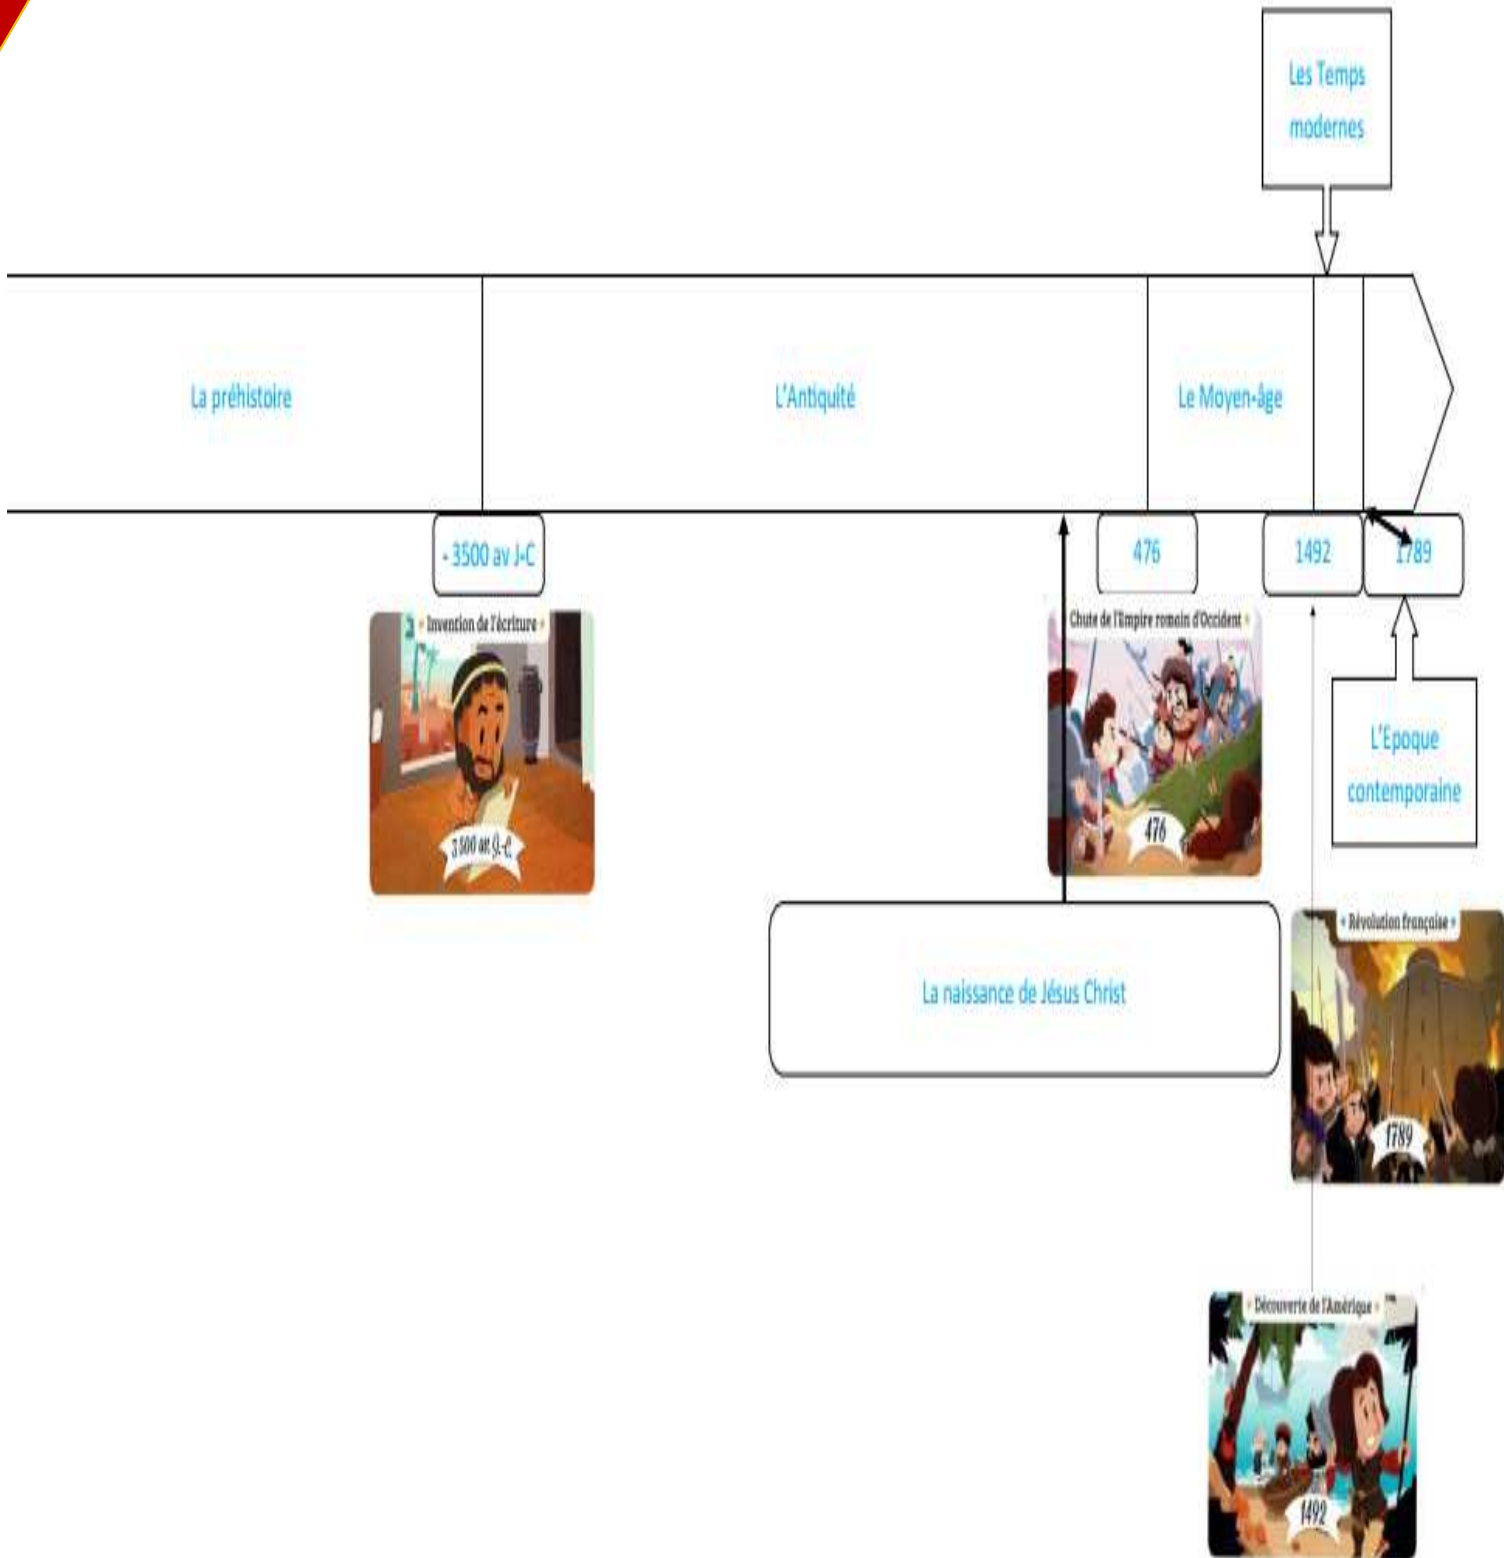 Les Temps
modernes
La préhistoire
L'Antiquité
Le Moyen-âge
- 3500 av J-C
476
1492
1789
Invention de l'écriture
3 500 av. J.-C.
Chute de l'Empire romain d'Occident
476
L'Epoque
contemporaine
La naissance de Jésus Christ
Révolution française
1789
Découverte de l'Amérique
1492